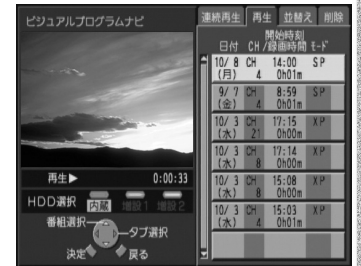 ビジュアルプログラムナビ
連続再生 再生 並替え 削除
開始時刻
日付 CH /録画時間 モード
10/ 8 CH 14:00 SP
(月) 4 0h01m
9/ 7 CH 8:59 SP
(金) 4 0h01m
10/ 3 CH 17:15 XP
(水) 21 0h00m
10/ 3 CH 17:14 XP
(水) 8 0h00m
10/ 3 CH 15:08 XP
(水) 8 0h00m
10/ 3 CH 15:03 XP
(水) 4 0h01m
再生▶ 0:00:33
HDD選択 内蔵 増設1 増設2
番組選択
タブ選択
決定 戻る